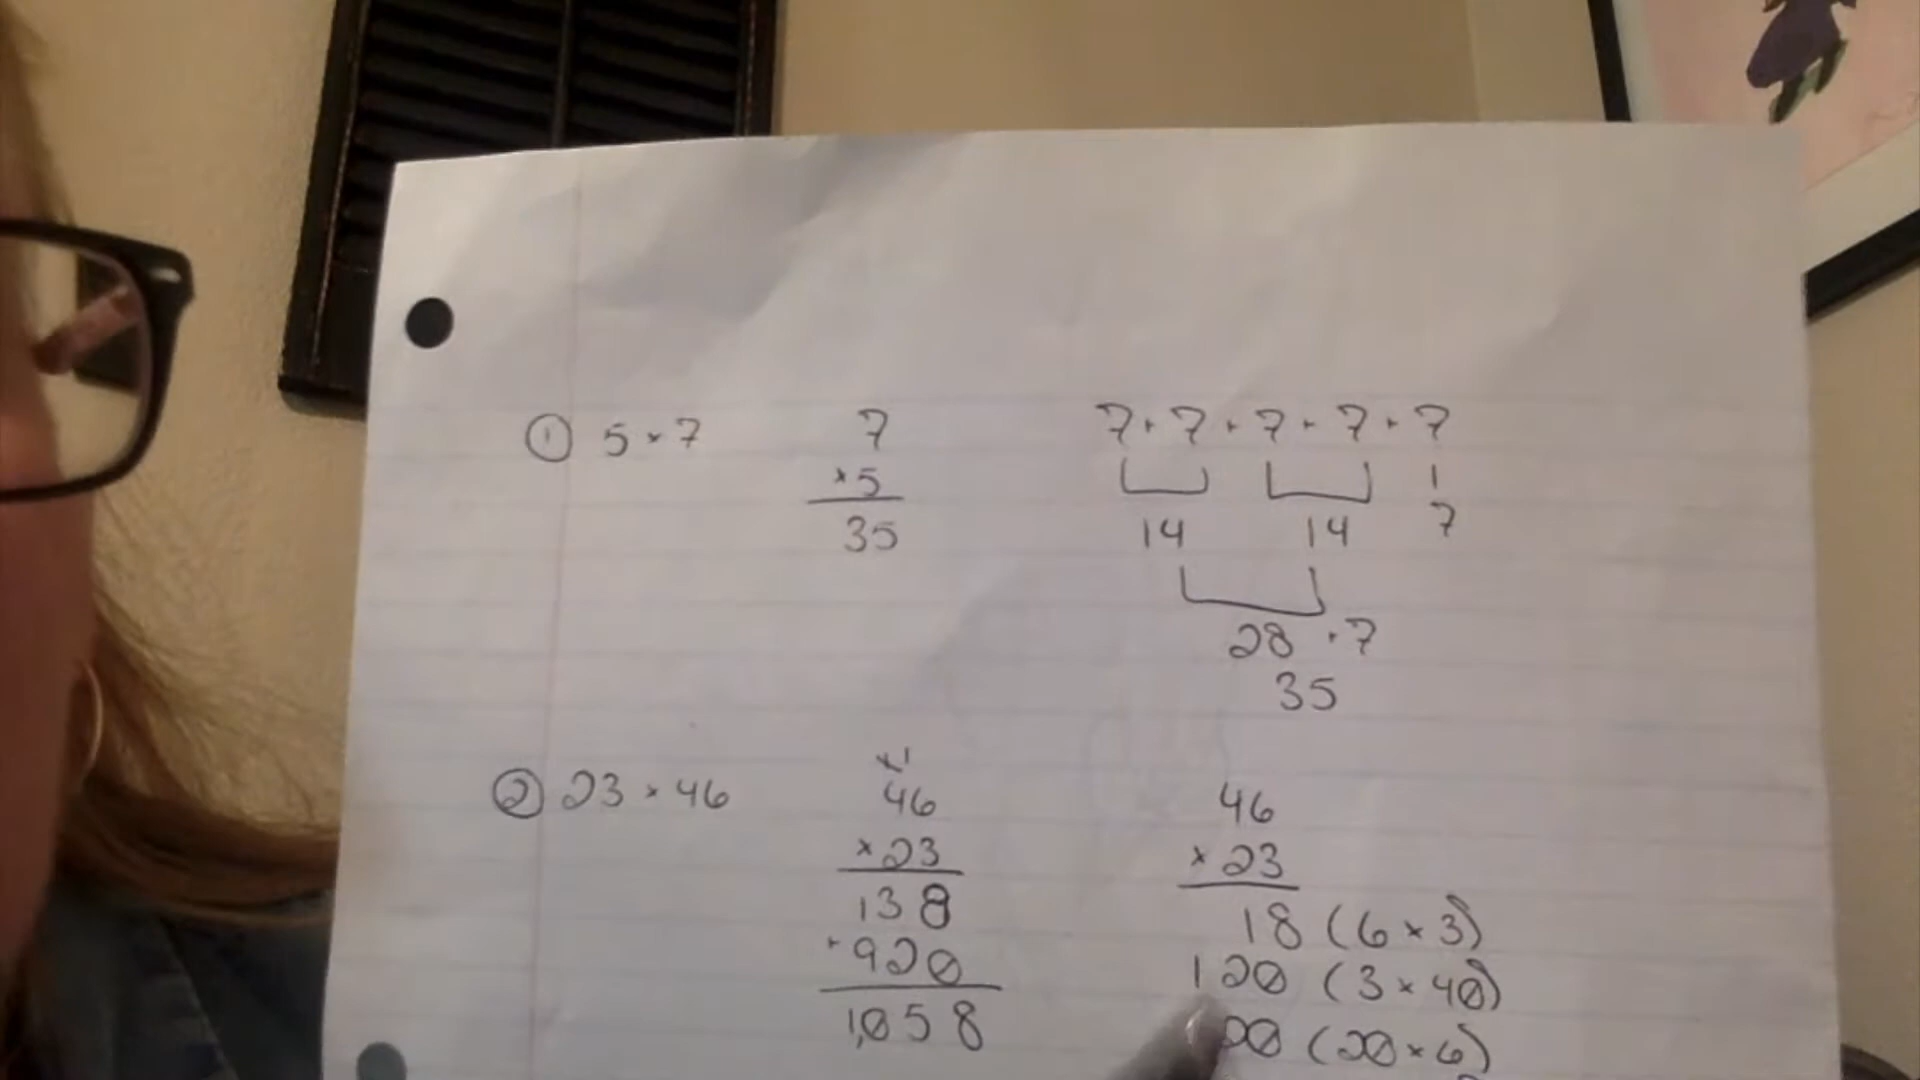 ① 5 × 7
7
×5
35
7 + 7 + 7 + 7 + 7
14 14 7
28 + 7
35
② 23 × 46
46
×23
138
+920
1,058
46
× 23
18 (6 × 3)
120 (3 × 40)
20 (20 × 6)